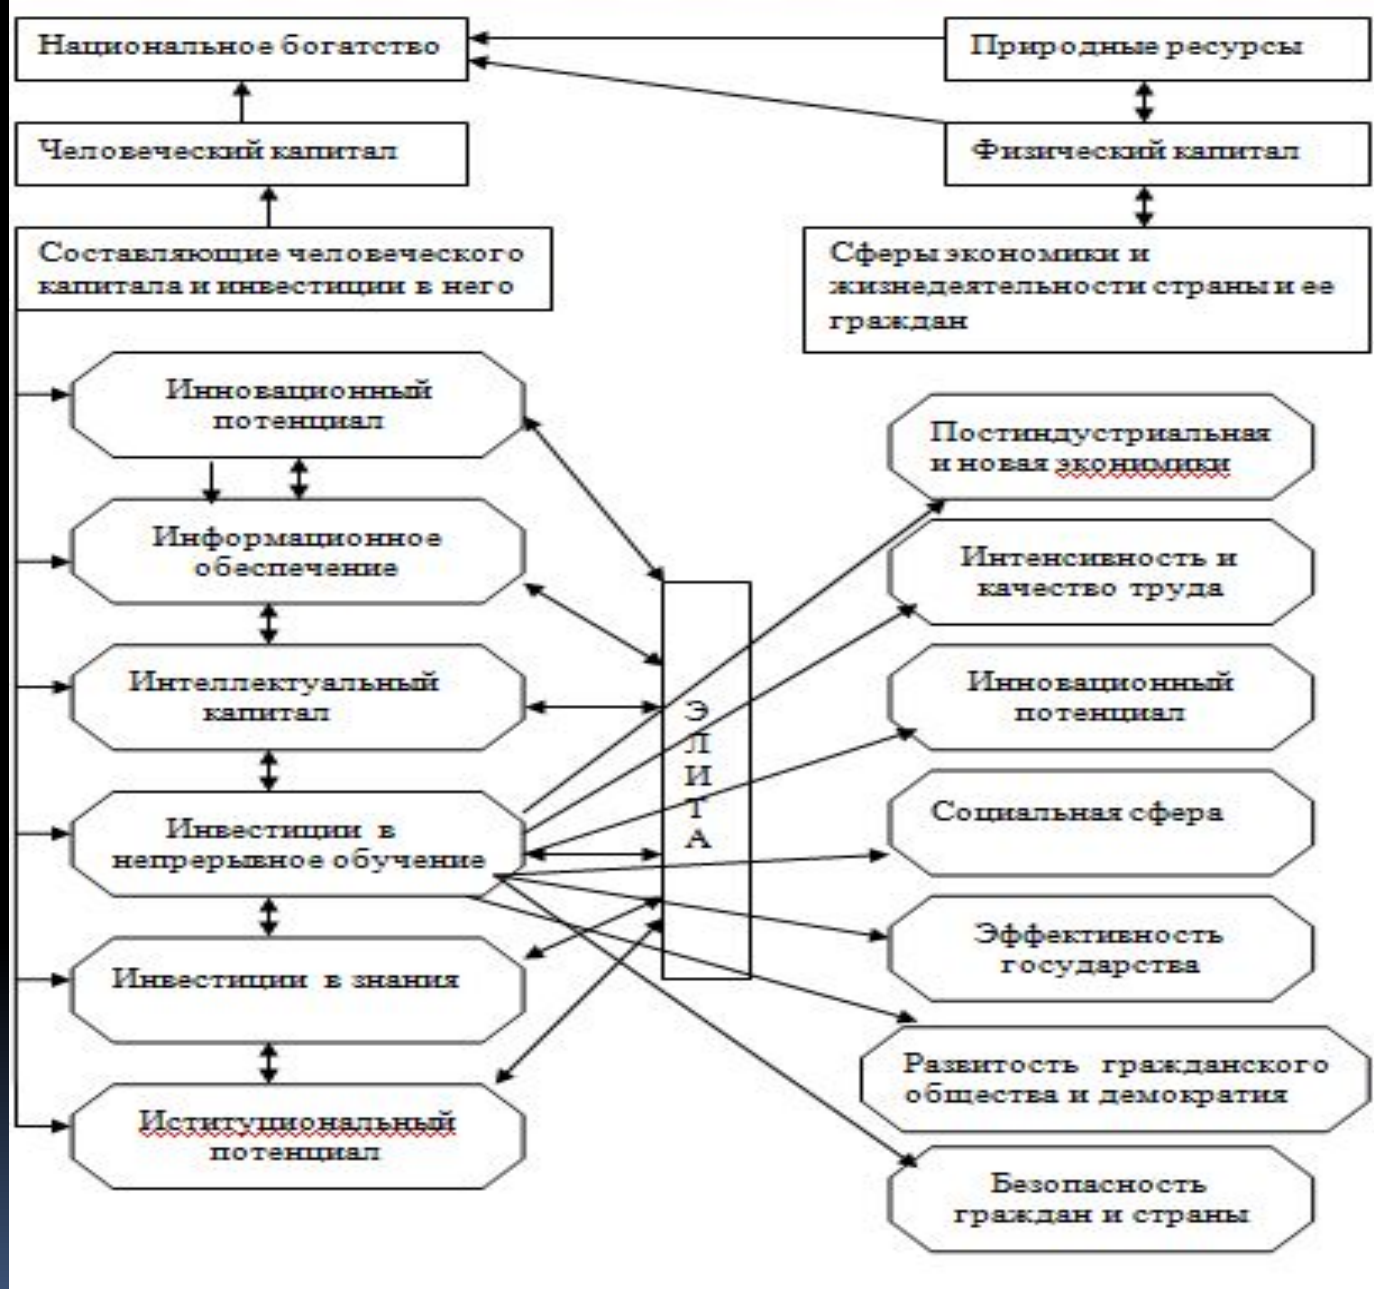 Национальное богатство
Природные ресурсы
Человеческий капитал
Физический капитал
Составляющие человеческого
капитала и инвестиции в него
Сферы экономики и
жизнедеятельности страны и ее
граждан
Инновационный
потенциал
Информационное
обеспечение
Интеллектуальный
капитал
Инвестиции в
непрерывное обучение
Инвестиции в знания
Иституциональный
потенциал
Э
Л
И
Т
А
Постиндустриальная
и новая эконимики
Интенсивность и
качество труда
Инновационный
потенциал
Социальная сфера
Эффективность
государства
Развитость гражданского
общества и демократия
Безопасность
граждан и страны